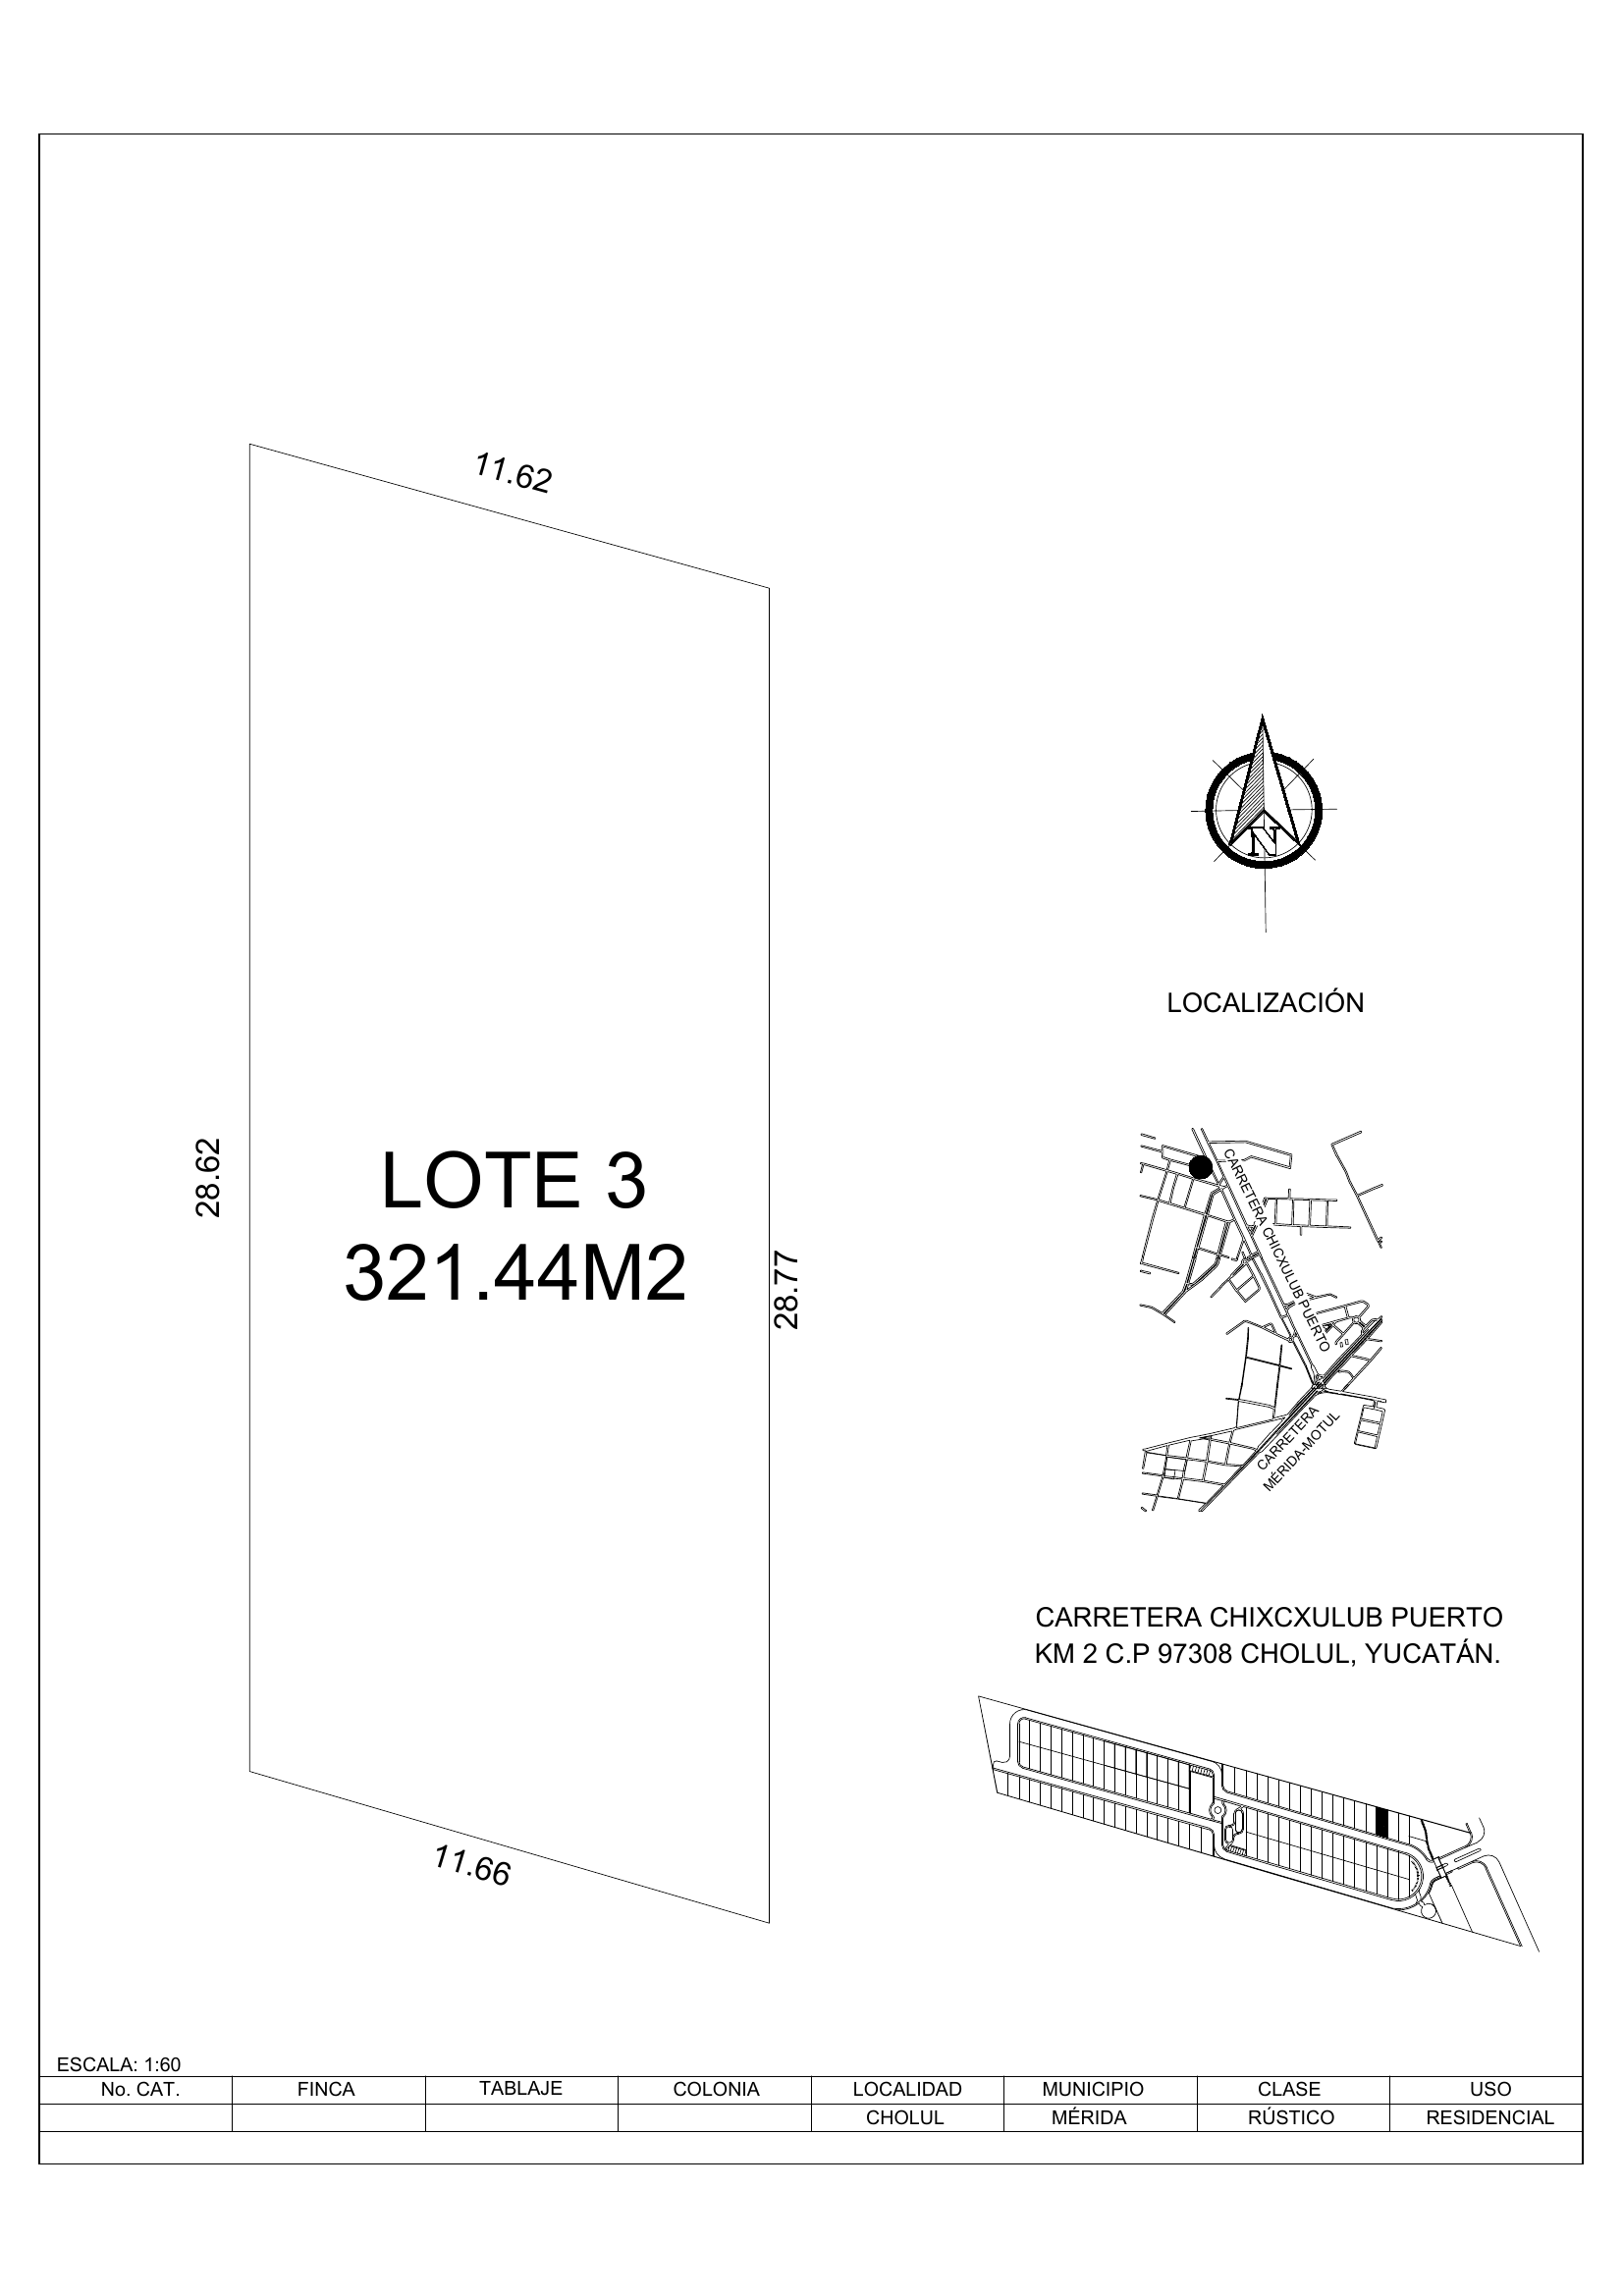 11.62
28.62
LOTE 3
321.44M2
28.77
11.66
N
LOCALIZACIÓN
CARRETERA CHICXULUB PUERTO
CARRETERA
MÉRIDA-MOTUL
CARRETERA CHIXCXULUB PUERTO
KM 2 C.P 97308 CHOLUL, YUCATÁN.
ESCALA: 1:60
No. CAT. FINCA TABLAJE COLONIA LOCALIDAD MUNICIPIO CLASE USO
CHOLUL MÉRIDA RÚSTICO RESIDENCIAL